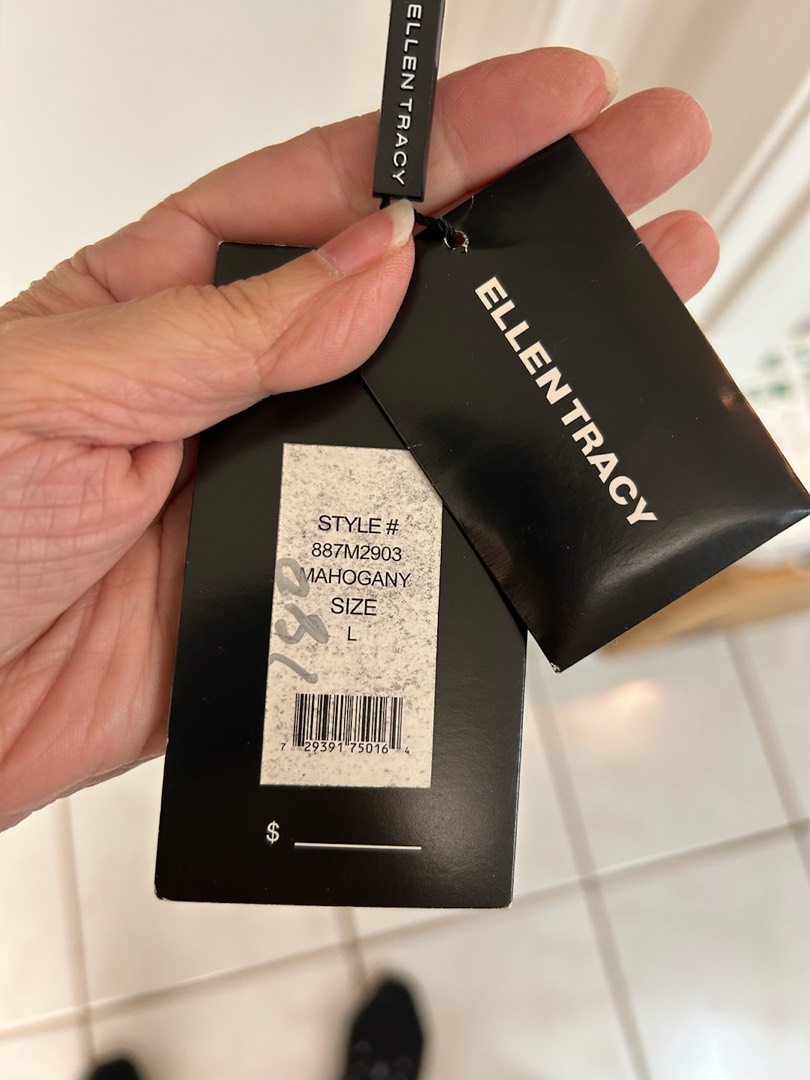 ELLEN TRACY
ELLEN TRACY
STYLE #
887M2903
MAHOGANY
SIZE
L
7 29391 75016 4
$